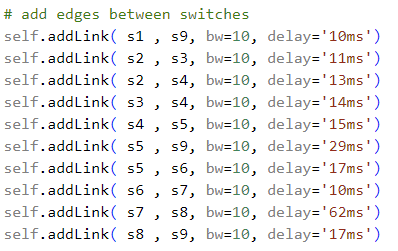 # add edges between switches
self.addLink( s1 , s9, bw=10, delay='10ms')
self.addLink( s2 , s3, bw=10, delay='11ms')
self.addLink( s2 , s4, bw=10, delay='13ms')
self.addLink( s3 , s4, bw=10, delay='14ms')
self.addLink( s4 , s5, bw=10, delay='15ms')
self.addLink( s5 , s9, bw=10, delay='29ms')
self.addLink( s5 , s6, bw=10, delay='17ms')
self.addLink( s6 , s7, bw=10, delay='10ms')
self.addLink( s7 , s8, bw=10, delay='62ms')
self.addLink( s8 , s9, bw=10, delay='17ms')